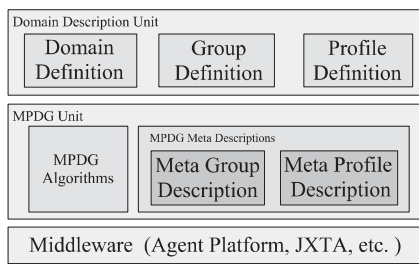 Domain Description Unit
Domain
Definition
Group
Definition
Profile
Definition
MPDG Unit
MPDG
Algorithms
MPDG Meta Descriptions
Meta Group
Description
Meta Profile
Description
Middleware (Agent Platform, JXTA, etc. )